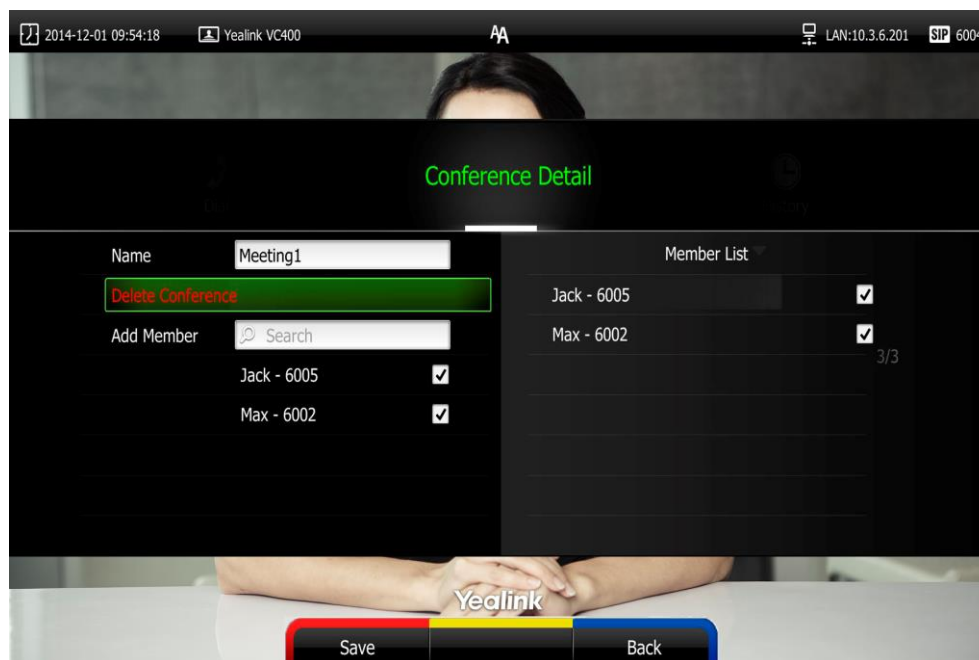 2014-12-01 09:54:18 Yealink VC400 AA LAN:10.3.6.201 SIP 6004
Conference Detail
Name Meeting1 Member List
Delete Conference Jack - 6005
Add Member Search Max - 6002
3/3
Jack - 6005
Max - 6002
Yealink
Save Back